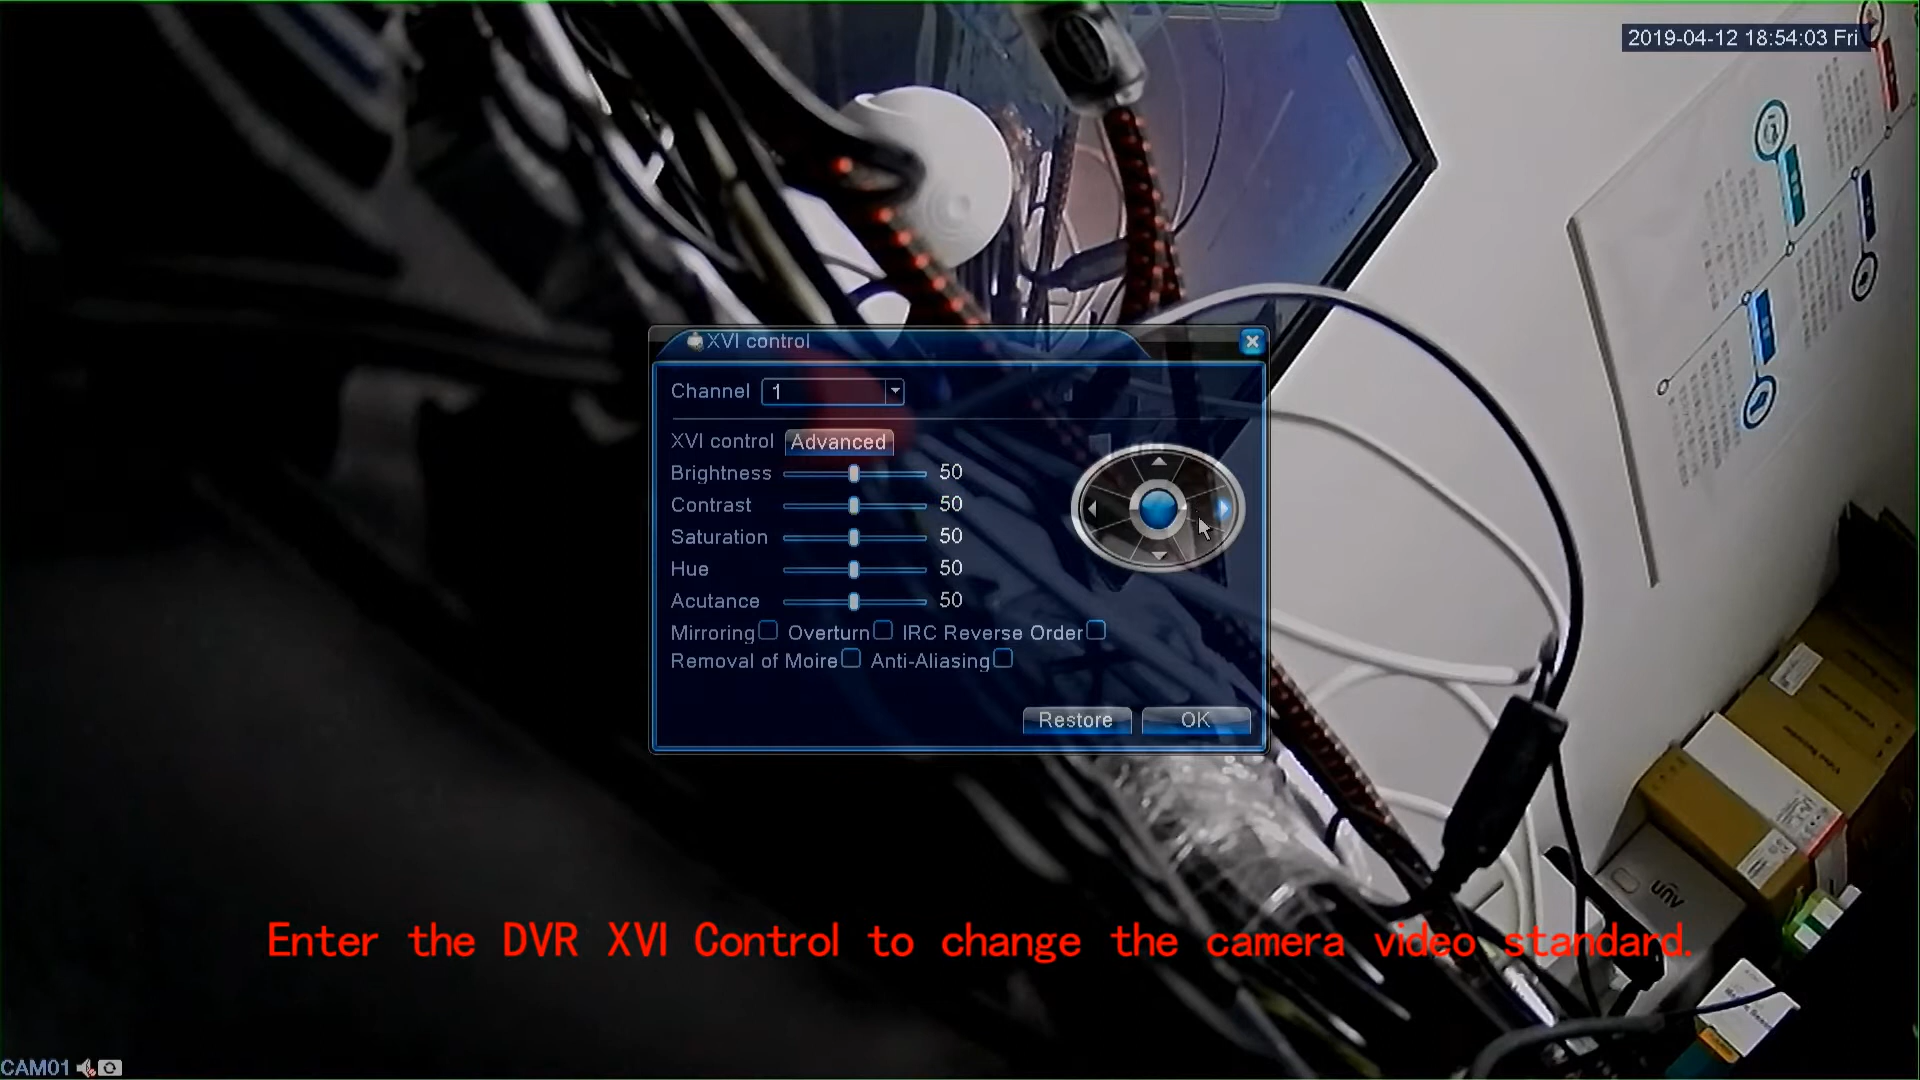 2019-04-12 18:54:03 Fri
XVI control
Channel 1
XVI control Advanced
Brightness 50
Contrast 50
Saturation 50
Hue 50
Acutance 50
Mirroring Overturn IRC Reverse Order
Removal of Moire Anti-Aliasing
Restore OK
unv
Enter the DVR XVI Control to change the camera video standard.
CAM01